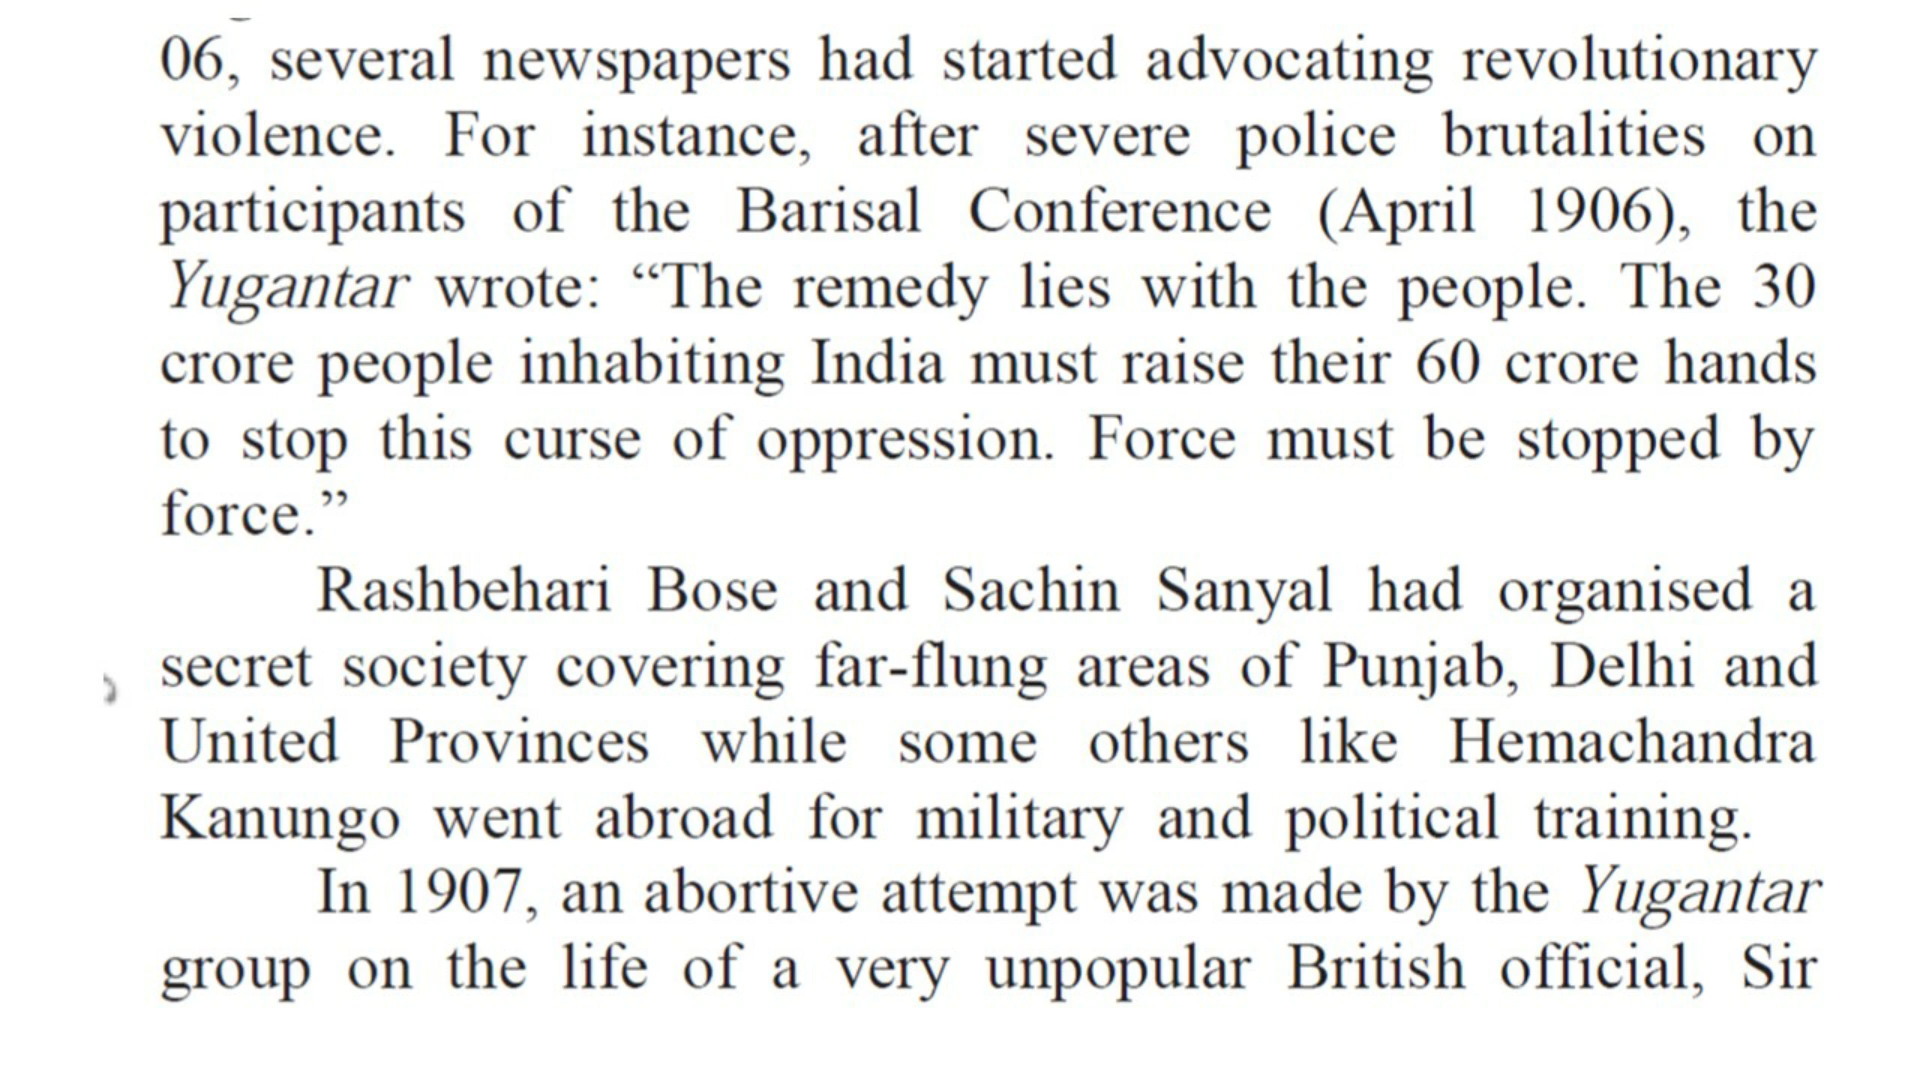 06, several newspapers had started advocating revolutionary
violence. For instance, after severe police brutalities on
participants of the Barisal Conference (April 1906), the
Yugantar wrote: “The remedy lies with the people. The 30
crore people inhabiting India must raise their 60 crore hands
to stop this curse of oppression. Force must be stopped by
force.”
Rashbehari Bose and Sachin Sanyal had organised a
secret society covering far-flung areas of Punjab, Delhi and
United Provinces while some others like Hemachandra
Kanungo went abroad for military and political training.
In 1907, an abortive attempt was made by the Yugantar
group on the life of a very unpopular British official, Sir